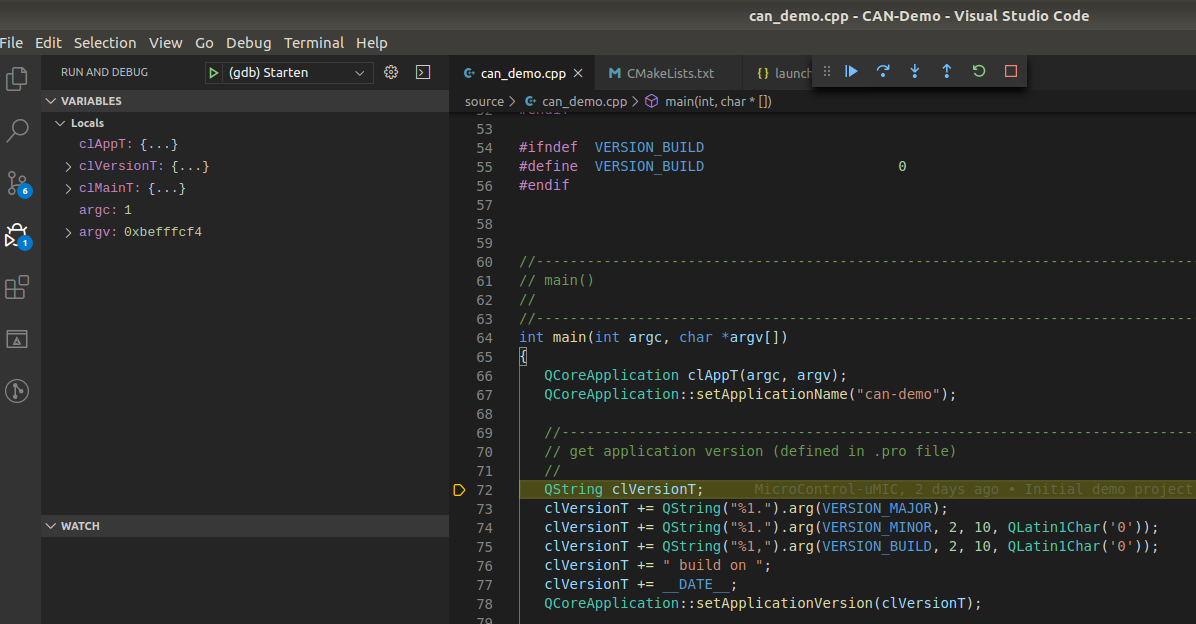 can_demo.cpp - CAN-Demo - Visual Studio Code
File Edit Selection View Go Debug Terminal Help
RUN AND DEBUG
(gdb) Starten
can_demo.cpp
CMakeLists.txt
{ } launch
source > can_demo.cpp > main(int, char * [])
VARIABLES
Locals
clAppT: {...}
clVersionT: {...}
clMainT: {...}
argc: 1
argv: 0xbefffcf4
WATCH
6
1
52 #endif
53
54 #ifndef VERSION_BUILD
55 #define VERSION_BUILD 0
56 #endif
57
58
59
60 //------------------------------------------------------------------------------
61 // main()
62 //
63 //------------------------------------------------------------------------------
64 int main(int argc, char *argv[])
65 {
66 QCoreApplication clAppT(argc, argv);
67 QCoreApplication::setApplicationName("can-demo");
68
69 //---------------------------------------------------------------------------
70 // get application version (defined in .pro file)
71 //
72 QString clVersionT; MicroControl-uMIC, 2 days ago • Initial demo project
73 clVersionT += QString("%1.").arg(VERSION_MAJOR);
74 clVersionT += QString("%1.").arg(VERSION_MINOR, 2, 10, QLatin1Char('0'));
75 clVersionT += QString("%1,").arg(VERSION_BUILD, 2, 10, QLatin1Char('0'));
76 clVersionT += " build on ";
77 clVersionT += __DATE__;
78 QCoreApplication::setApplicationVersion(clVersionT);
79